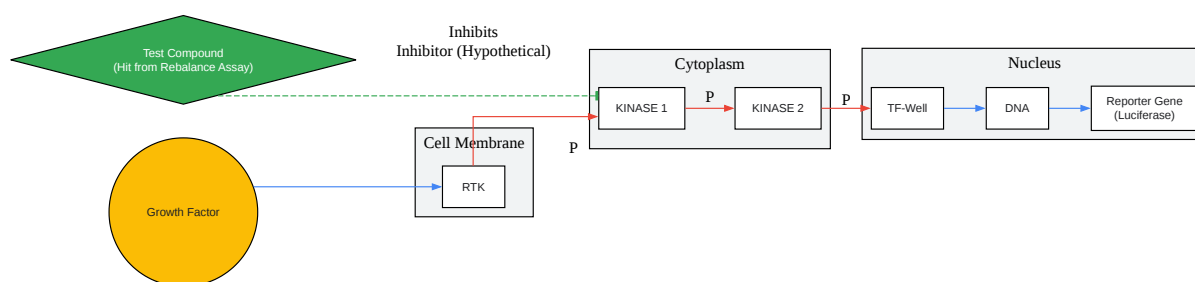 Inhibits
Inhibitor (Hypothetical)
Test Compound
(Hit from Rebalance Assay)
Cytoplasm
Nucleus
KINASE 1
P
KINASE 2
P
TF-Well
DNA
Reporter Gene
(Luciferase)
Cell Membrane
P
RTK
Growth Factor